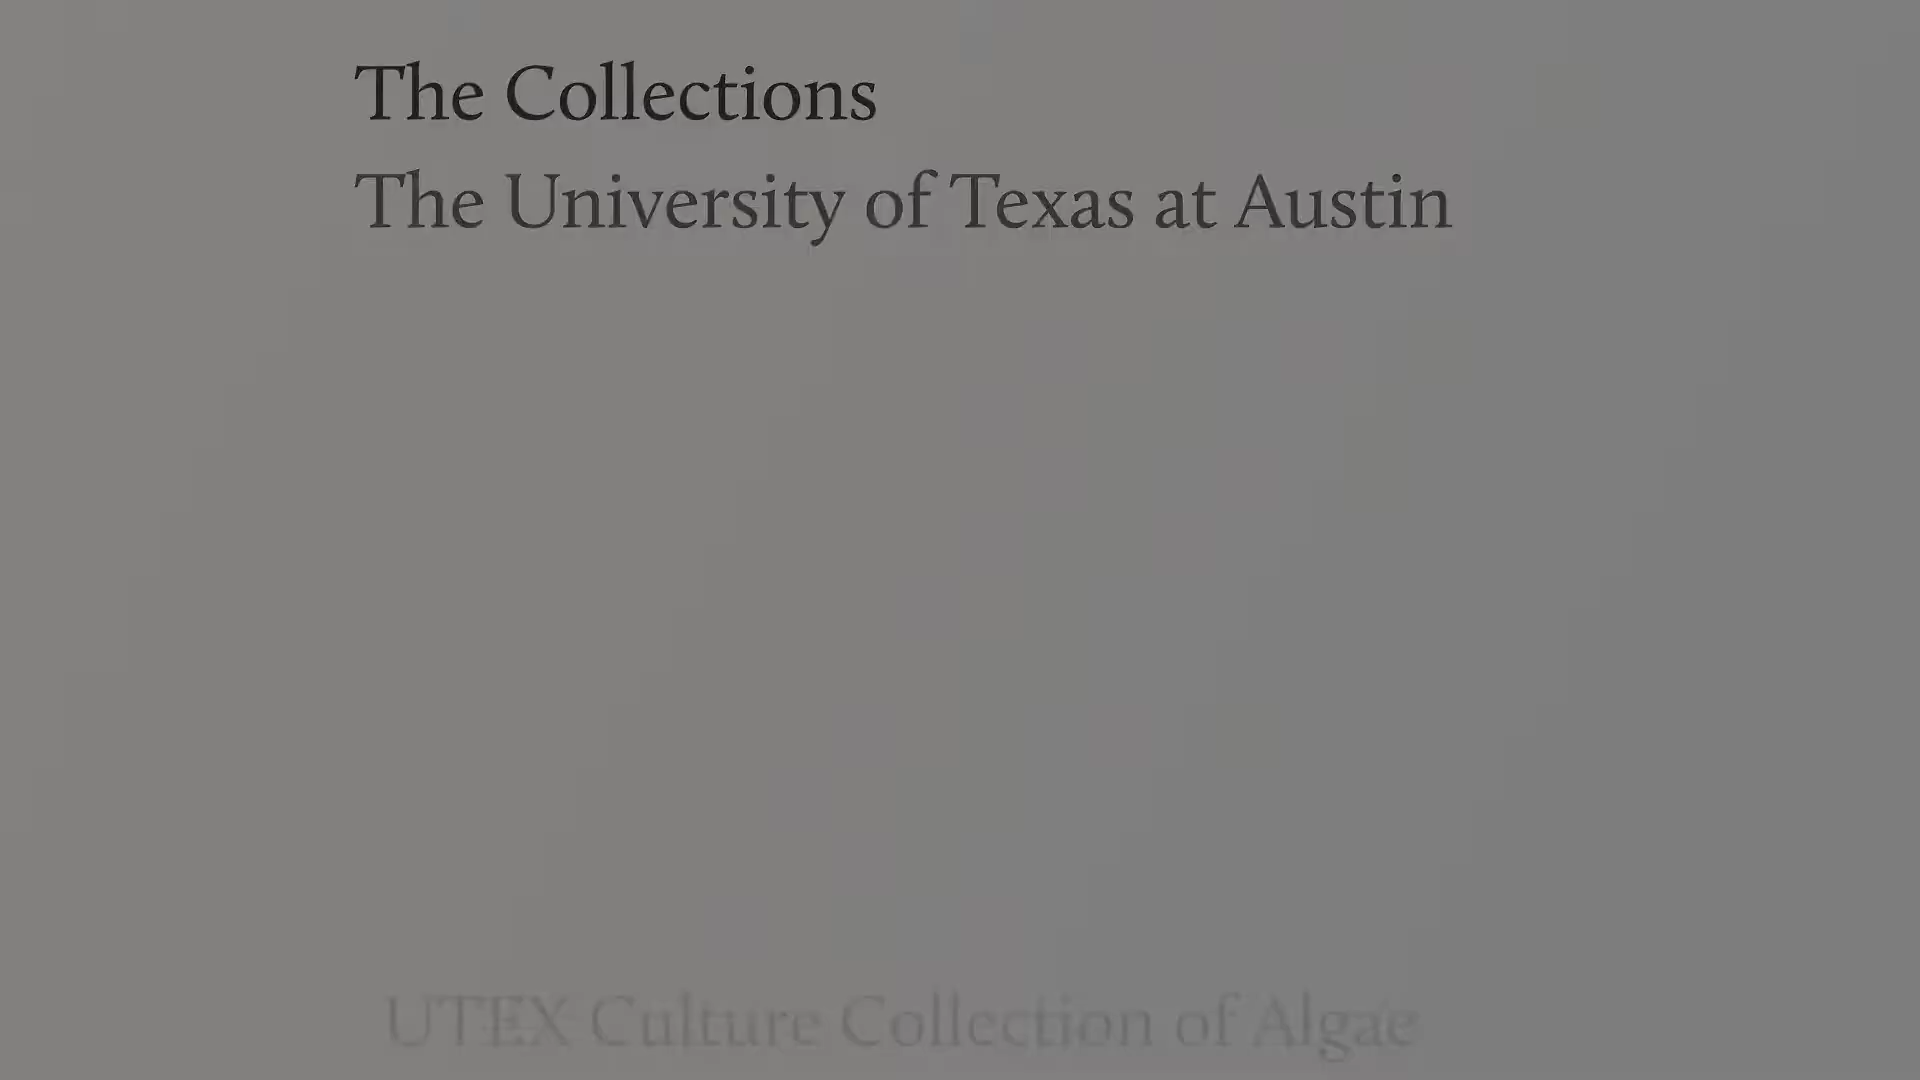 The Collections
The University of Texas at Austin
UTEX Culture Collection of Algae